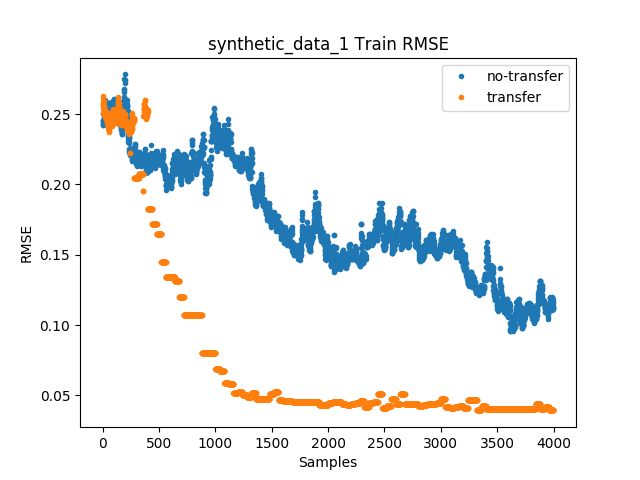 synthetic_data_1 Train RMSE
no-transfer
transfer
RMSE
0.25
0.20
0.15
0.10
0.05
0 500 1000 1500 2000 2500 3000 3500 4000
Samples